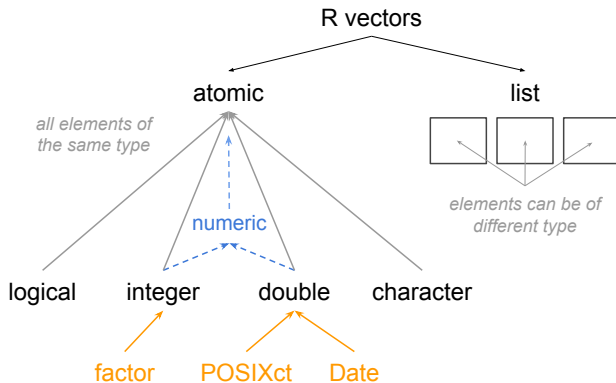 R vectors
atomic
list
all elements of
the same type
elements can be of
different type
numeric
logical
integer
double
character
factor
POSIXct
Date